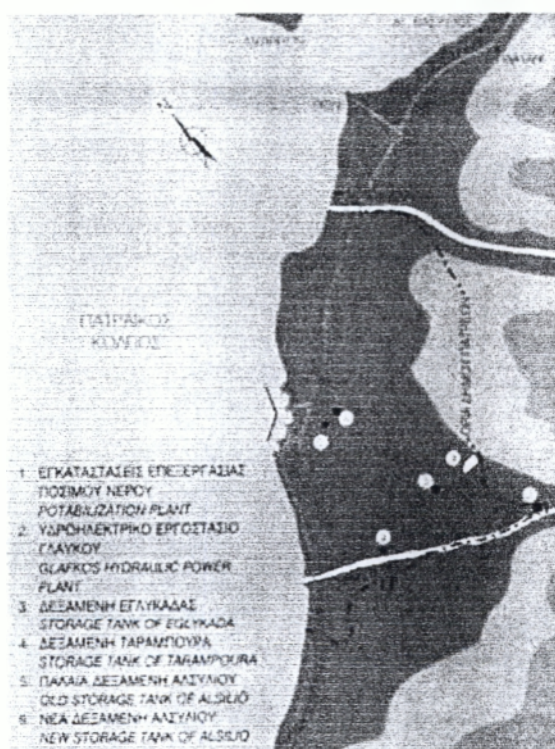 ΠΑΤΡΑΪΚΟΣ
ΚΟΛΠΟΣ
1. ΕΓΚΑΤΑΣΤΑΣΕΙΣ ΕΠΕΞΕΡΓΑΣΙΑΣ
ΠΟΣΙΜΟΥ ΝΕΡΟΥ
POTABILIZATION PLANT
2. ΥΔΡΟΗΛΕΚΤΡΙΚΟ ΕΡΓΟΣΤΑΣΙΟ
ΓΛΑΥΚΟΥ
GLAFKOS HYDRAULIC POWER
PLANT
3. ΔΕΞΑΜΕΝΗ ΕΓΛΥΚΑΔΑΣ
STORAGE TANK OF EGLYKADA
4. ΔΕΞΑΜΕΝΗ ΤΑΡΑΜΠΟΥΡΑ
STORAGE TANK OF TARAMPOURA
5. ΠΑΛΑΙΑ ΔΕΞΑΜΕΝΗ ΑΛΣΥΛΙΟΥ
OLD STORAGE TANK OF ALSILIO
6. ΝΕΑ ΔΕΞΑΜΕΝΗ ΑΛΣΥΛΙΟΥ
NEW STORAGE TANK OF ALSILIO